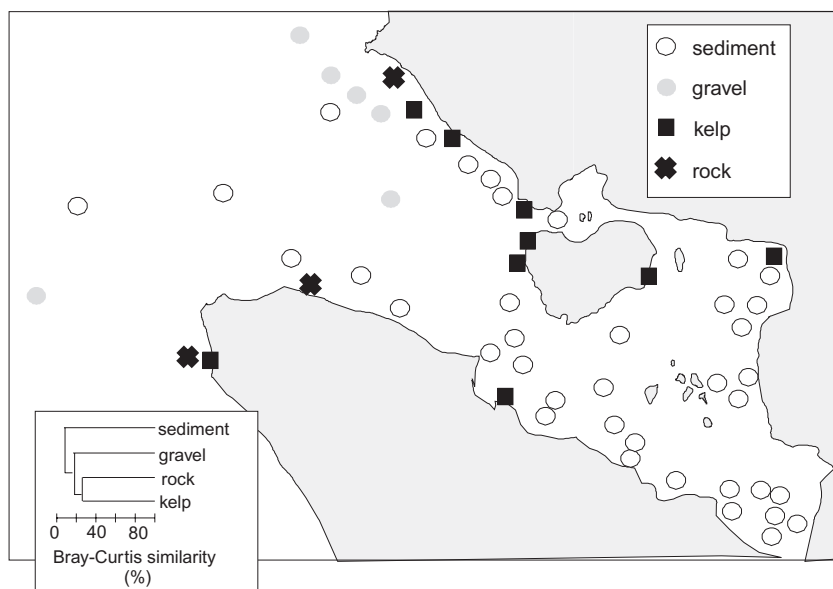 sediment
gravel
kelp
rock
sediment
gravel
rock
kelp
0 40 80
Bray-Curtis similarity
(%)